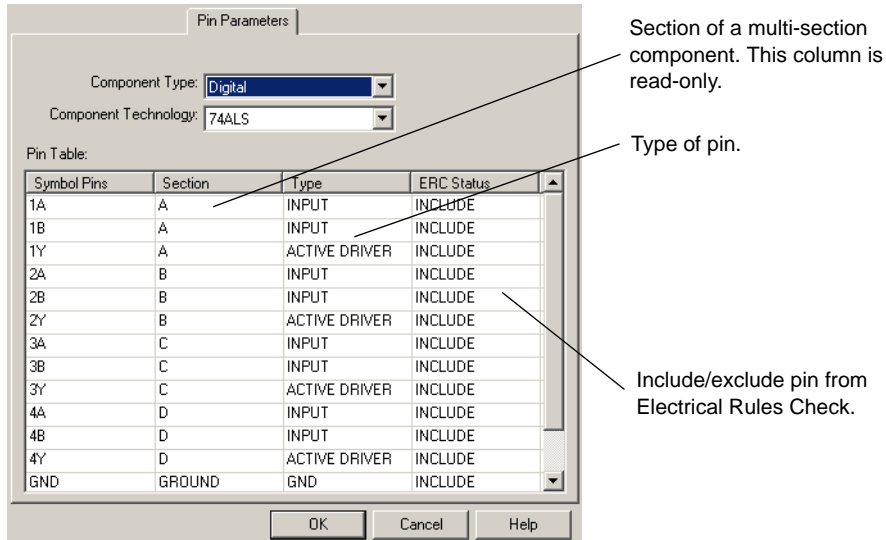 Pin Parameters
Component Type: Digital
Component Technology: 74ALS
Pin Table:
Symbol Pins Section Type ERC Status
1A A INPUT INCLUDE
1B A INPUT INCLUDE
1Y A ACTIVE DRIVER INCLUDE
2A B INPUT INCLUDE
2B B INPUT INCLUDE
2Y B ACTIVE DRIVER INCLUDE
3A C INPUT INCLUDE
3B C INPUT INCLUDE
3Y C ACTIVE DRIVER INCLUDE
4A D INPUT INCLUDE
4B D INPUT INCLUDE
4Y D ACTIVE DRIVER INCLUDE
GND GROUND GND INCLUDE
OK Cancel Help
Section of a multi-section
component. This column is
read-only.
Type of pin.
Include/exclude pin from
Electrical Rules Check.